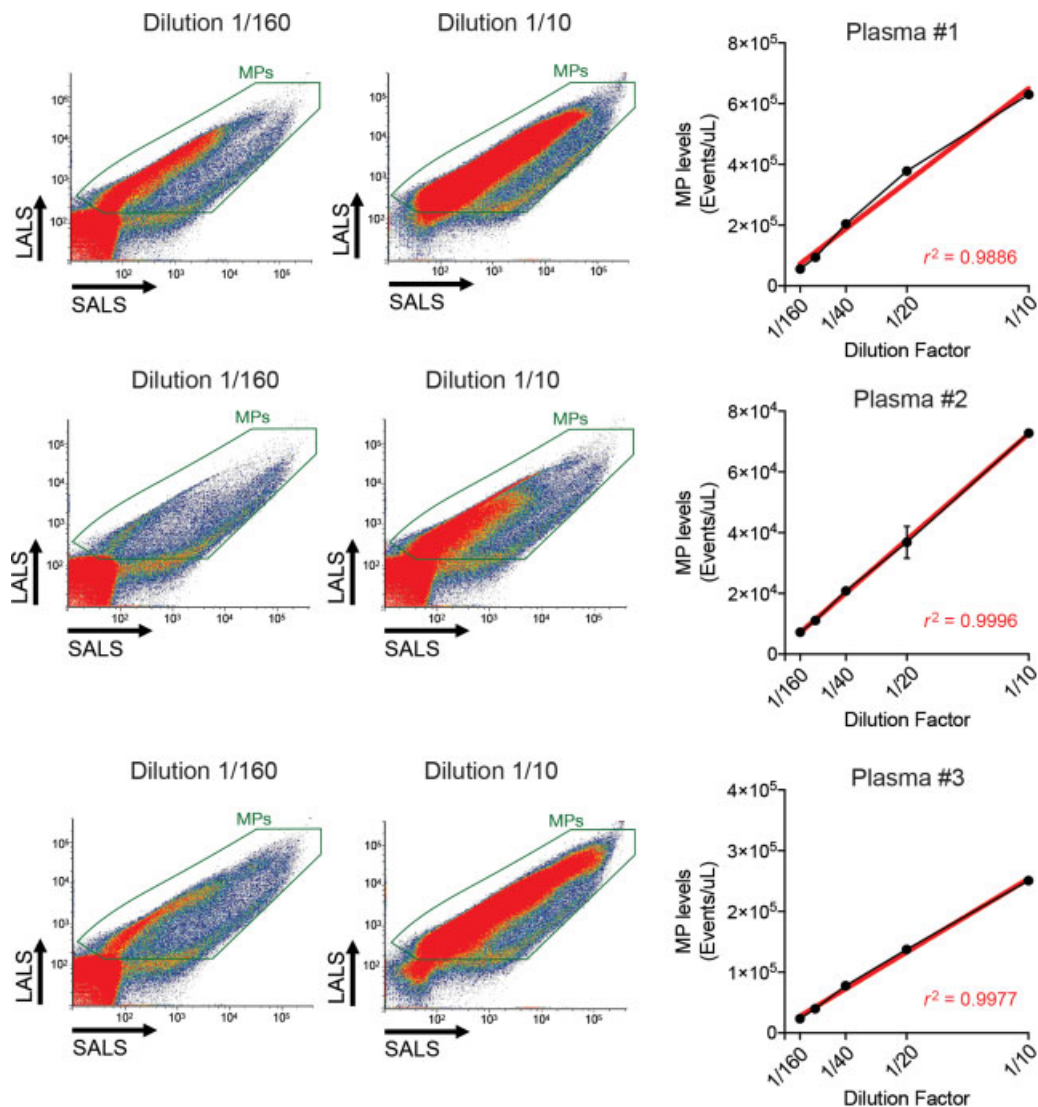 Dilution 1/160
Dilution 1/10
Plasma #1
MPs
MPs
10⁶
10⁴
10³
10²
LALS
10² 10³ 10⁴ 10⁵
SALS
10⁵
10⁴
10³
10²
LALS
10² 10³ 10⁴ 10⁵
SALS
MP levels
(Events/uL)
8×10⁵
6×10⁵
4×10⁵
2×10⁵
0
r² = 0.9886
1/160 1/40 1/20 1/10
Dilution Factor
Dilution 1/160
Dilution 1/10
Plasma #2
MPs
MPs
10⁵
10⁴
10³
10²
LALS
10² 10³ 10⁴ 10⁵
SALS
10⁵
10⁴
10³
10²
LALS
10² 10³ 10⁴ 10⁵
SALS
MP levels
(Events/uL)
8×10⁴
6×10⁴
4×10⁴
2×10⁴
0
r² = 0.9996
1/160 1/40 1/20 1/10
Dilution Factor
Dilution 1/160
Dilution 1/10
Plasma #3
MPs
MPs
10⁵
10⁴
10³
10²
LALS
10² 10³ 10⁴ 10⁵
SALS
10⁵
10⁴
10³
10²
LALS
10² 10³ 10⁴ 10⁵
SALS
MP levels
(Events/uL)
4×10⁵
3×10⁵
2×10⁵
1×10⁵
0
r² = 0.9977
1/160 1/40 1/20 1/10
Dilution Factor